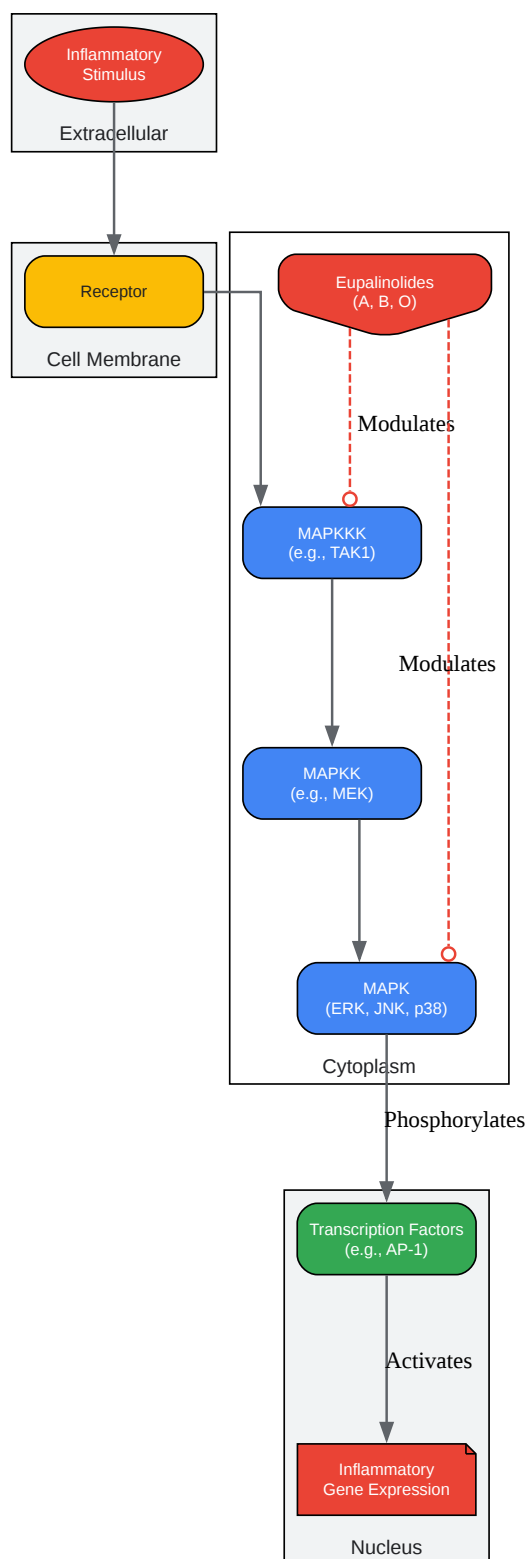 Inflammatory
Stimulus
Extracellular
Receptor
Cell Membrane
Eupalinolides
(A, B, O)
Modulates
MAPKKK
(e.g., TAK1)
Modulates
MAPKK
(e.g., MEK)
MAPK
(ERK, JNK, p38)
Cytoplasm
Phosphorylates
Transcription Factors
(e.g., AP-1)
Activates
Inflammatory
Gene Expression
Nucleus